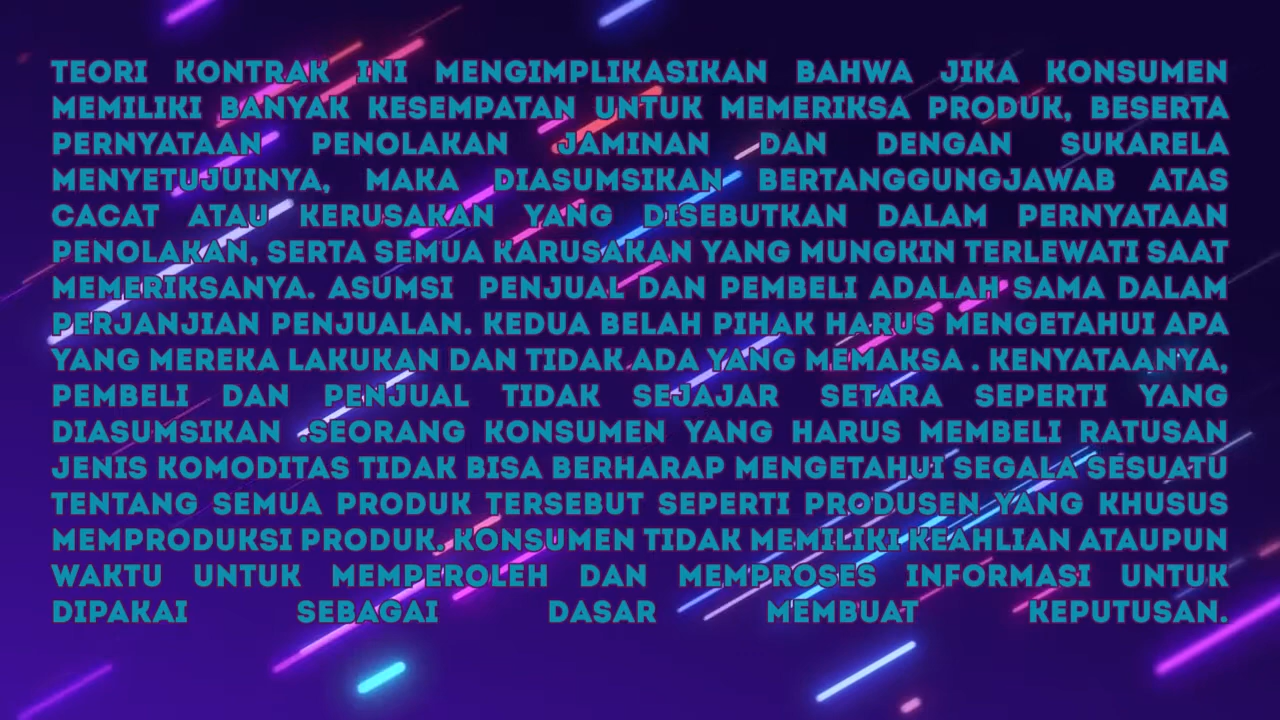 TEORI KONTRAK INI MENGIMPLIKASIKAN BAHWA JIKA KONSUMEN
MEMILIKI BANYAK KESEMPATAN UNTUK MEMERIKSA PRODUK, BESERTA
PERNYATAAN PENOLAKAN JAMINAN DAN DENGAN SUKARELA
MENYETUJUINYA, MAKA DIASUMSIKAN BERTANGGUNGJAWAB ATAS
CACAT ATAU KERUSAKAN YANG DISEBUTKAN DALAM PERNYATAAN
PENOLAKAN, SERTA SEMUA KARUSAKAN YANG MUNGKIN TERLEWATI SAAT
MEMERIKSANYA. ASUMSI PENJUAL DAN PEMBELI ADALAH SAMA DALAM
PERJANJIAN PENJUALAN. KEDUA BELAH PIHAK HARUS MENGETAHUI APA
YANG MEREKA LAKUKAN DAN TIDAK ADA YANG MEMAKSA . KENYATAANYA,
PEMBELI DAN PENJUAL TIDAK SEJAJAR SETARA SEPERTI YANG
DIASUMSIKAN .SEORANG KONSUMEN YANG HARUS MEMBELI RATUSAN
JENIS KOMODITAS TIDAK BISA BERHARAP MENGETAHUI SEGALA SESUATU
TENTANG SEMUA PRODUK TERSEBUT SEPERTI PRODUSEN YANG KHUSUS
MEMPRODUKSI PRODUK. KONSUMEN TIDAK MEMILIKI KEAHLIAN ATAUPUN
WAKTU UNTUK MEMPEROLEH DAN MEMPROSES INFORMASI UNTUK
DIPAKAI SEBAGAI DASAR MEMBUAT KEPUTUSAN.